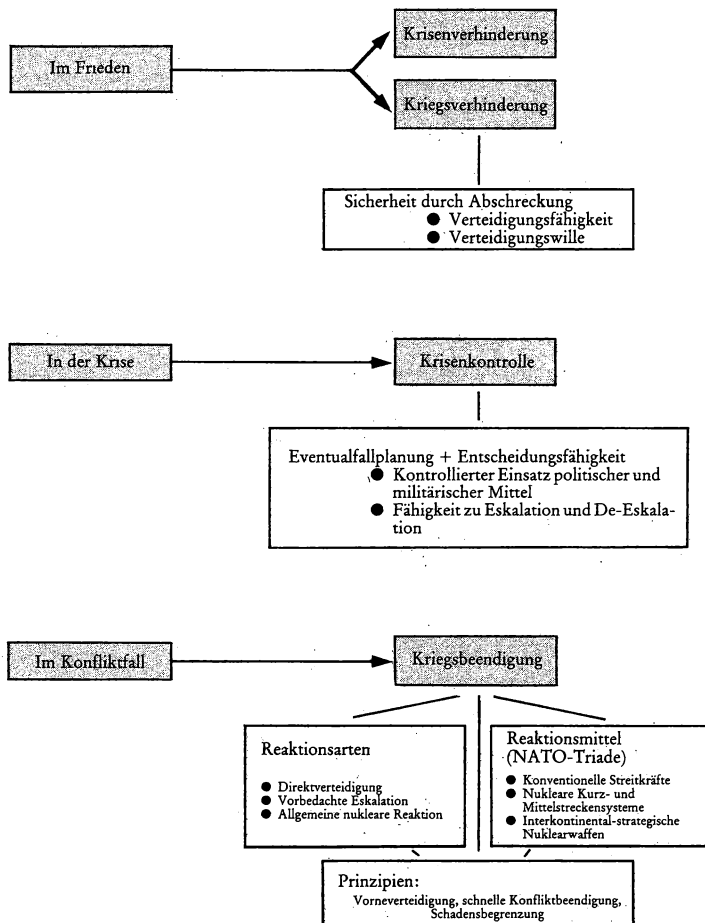 Krisenverhinderung
Im Frieden
Kriegsverhinderung
Sicherheit durch Abschreckung
● Verteidigungsfähigkeit
● Verteidigungswille
In der Krise
Krisenkontrolle
Eventualfallplanung + Entscheidungsfähigkeit
● Kontrollierter Einsatz politischer und
militärischer Mittel
● Fähigkeit zu Eskalation und De-Eskala-
tion
Im Konfliktfall
Kriegsbeendigung
Reaktionsarten
● Direktverteidigung
● Vorbedachte Eskalation
● Allgemeine nukleare Reaktion
Reaktionsmittel
(NATO-Triade)
● Konventionelle Streitkräfte
● Nukleare Kurz- und
Mittelstreckensysteme
● Interkontinental-strategische
Nuklearwaffen
Prinzipien:
Vorneverteidigung, schnelle Konfliktbeendigung,
Schadensbegrenzung